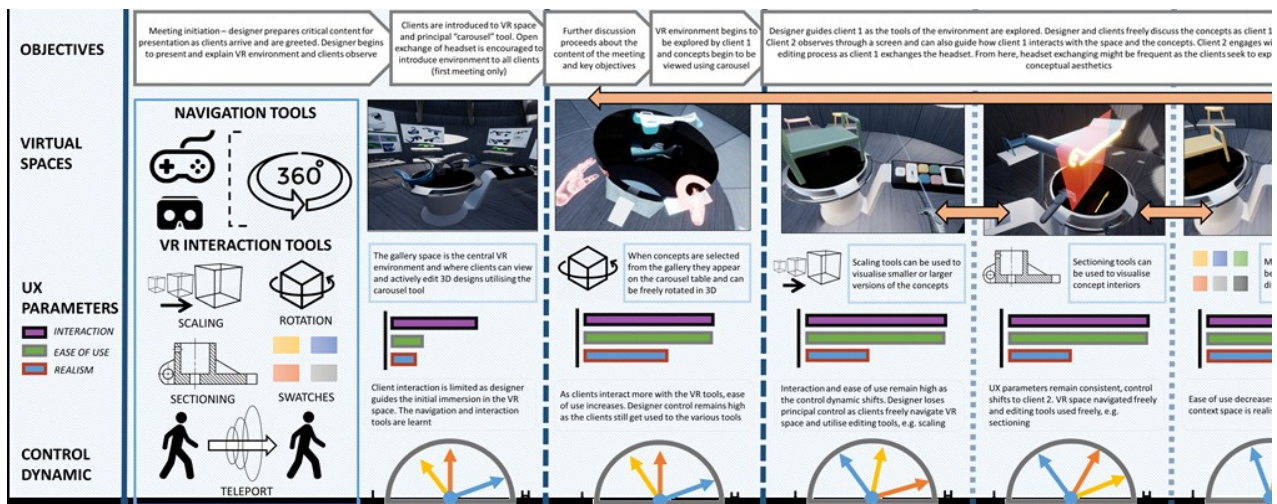 OBJECTIVES
Meeting initiation – designer prepares critical content for
presentation as clients arrive and are greeted. Designer begins
to present and explain VR environment and clients observe
Clients are introduced to VR space
and principal "carousel" tool. Open
exchange of headset is encouraged to
introduce environment to all clients
(first meeting only)
Further discussion
proceeds about the
content of the meeting
and key objectives
VR environment begins to
be explored by client 1
and concepts begin to be
viewed using carousel
Designer guides client 1 as the tools of the environment are explored. Designer and clients freely discuss the concepts as client 1
Client 2 observes through a screen and can also guide how client 1 interacts with the space and the concepts. Client 2 engages wi
editing process as client 1 exchanges the headset. From here, headset exchanging might be frequent as the clients seek to exp
conceptual aesthetics
VIRTUAL
SPACES
NAVIGATION TOOLS
360°
VR INTERACTION TOOLS
SCALING
ROTATION
SECTIONING
SWATCHES
TELEPORT
The gallery space is the central VR
environment and where clients can view
and actively edit 3D designs utilising the
carousel tool
When concepts are selected
from the gallery they appear
on the carousel table and can
be freely rotated in 3D
Scaling tools can be used to
visualise smaller or larger
versions of the concepts
Sectioning tools can
be used to visualise
concept interiors
M
be
di
UX
PARAMETERS
INTERACTION
EASE OF USE
REALISM
Client interaction is limited as designer
guides the initial immersion in the VR
space. The navigation and interaction
tools are learnt
As clients interact more with the VR tools, ease
of use increases. Designer control remains high
as the clients still get used to the various tools
Interaction and ease of use remain high as
the control dynamic shifts. Designer loses
principal control as clients freely navigate VR
space and utilise editing tools, e.g. scaling
UX parameters remain consistent, control
shifts to client 2. VR space navigated freely
and editing tools used freely, e.g.
sectioning
Ease of use decreases
context space is realis
CONTROL
DYNAMIC